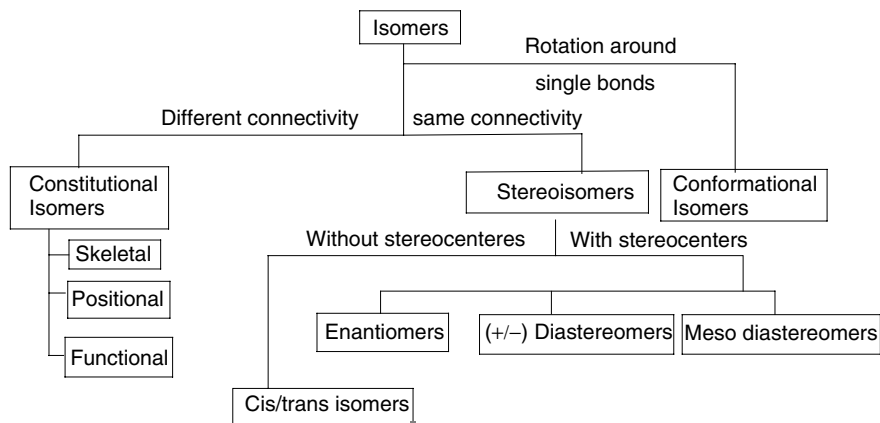 Isomers
Rotation around
single bonds
Different connectivity
same connectivity
Constitutional
Isomers
Stereoisomers
Conformational
Isomers
Without stereocenteres
With stereocenters
Skeletal
Positional
Functional
Enantiomers
(+/−) Diastereomers
Meso diastereomers
Cis/trans isomers